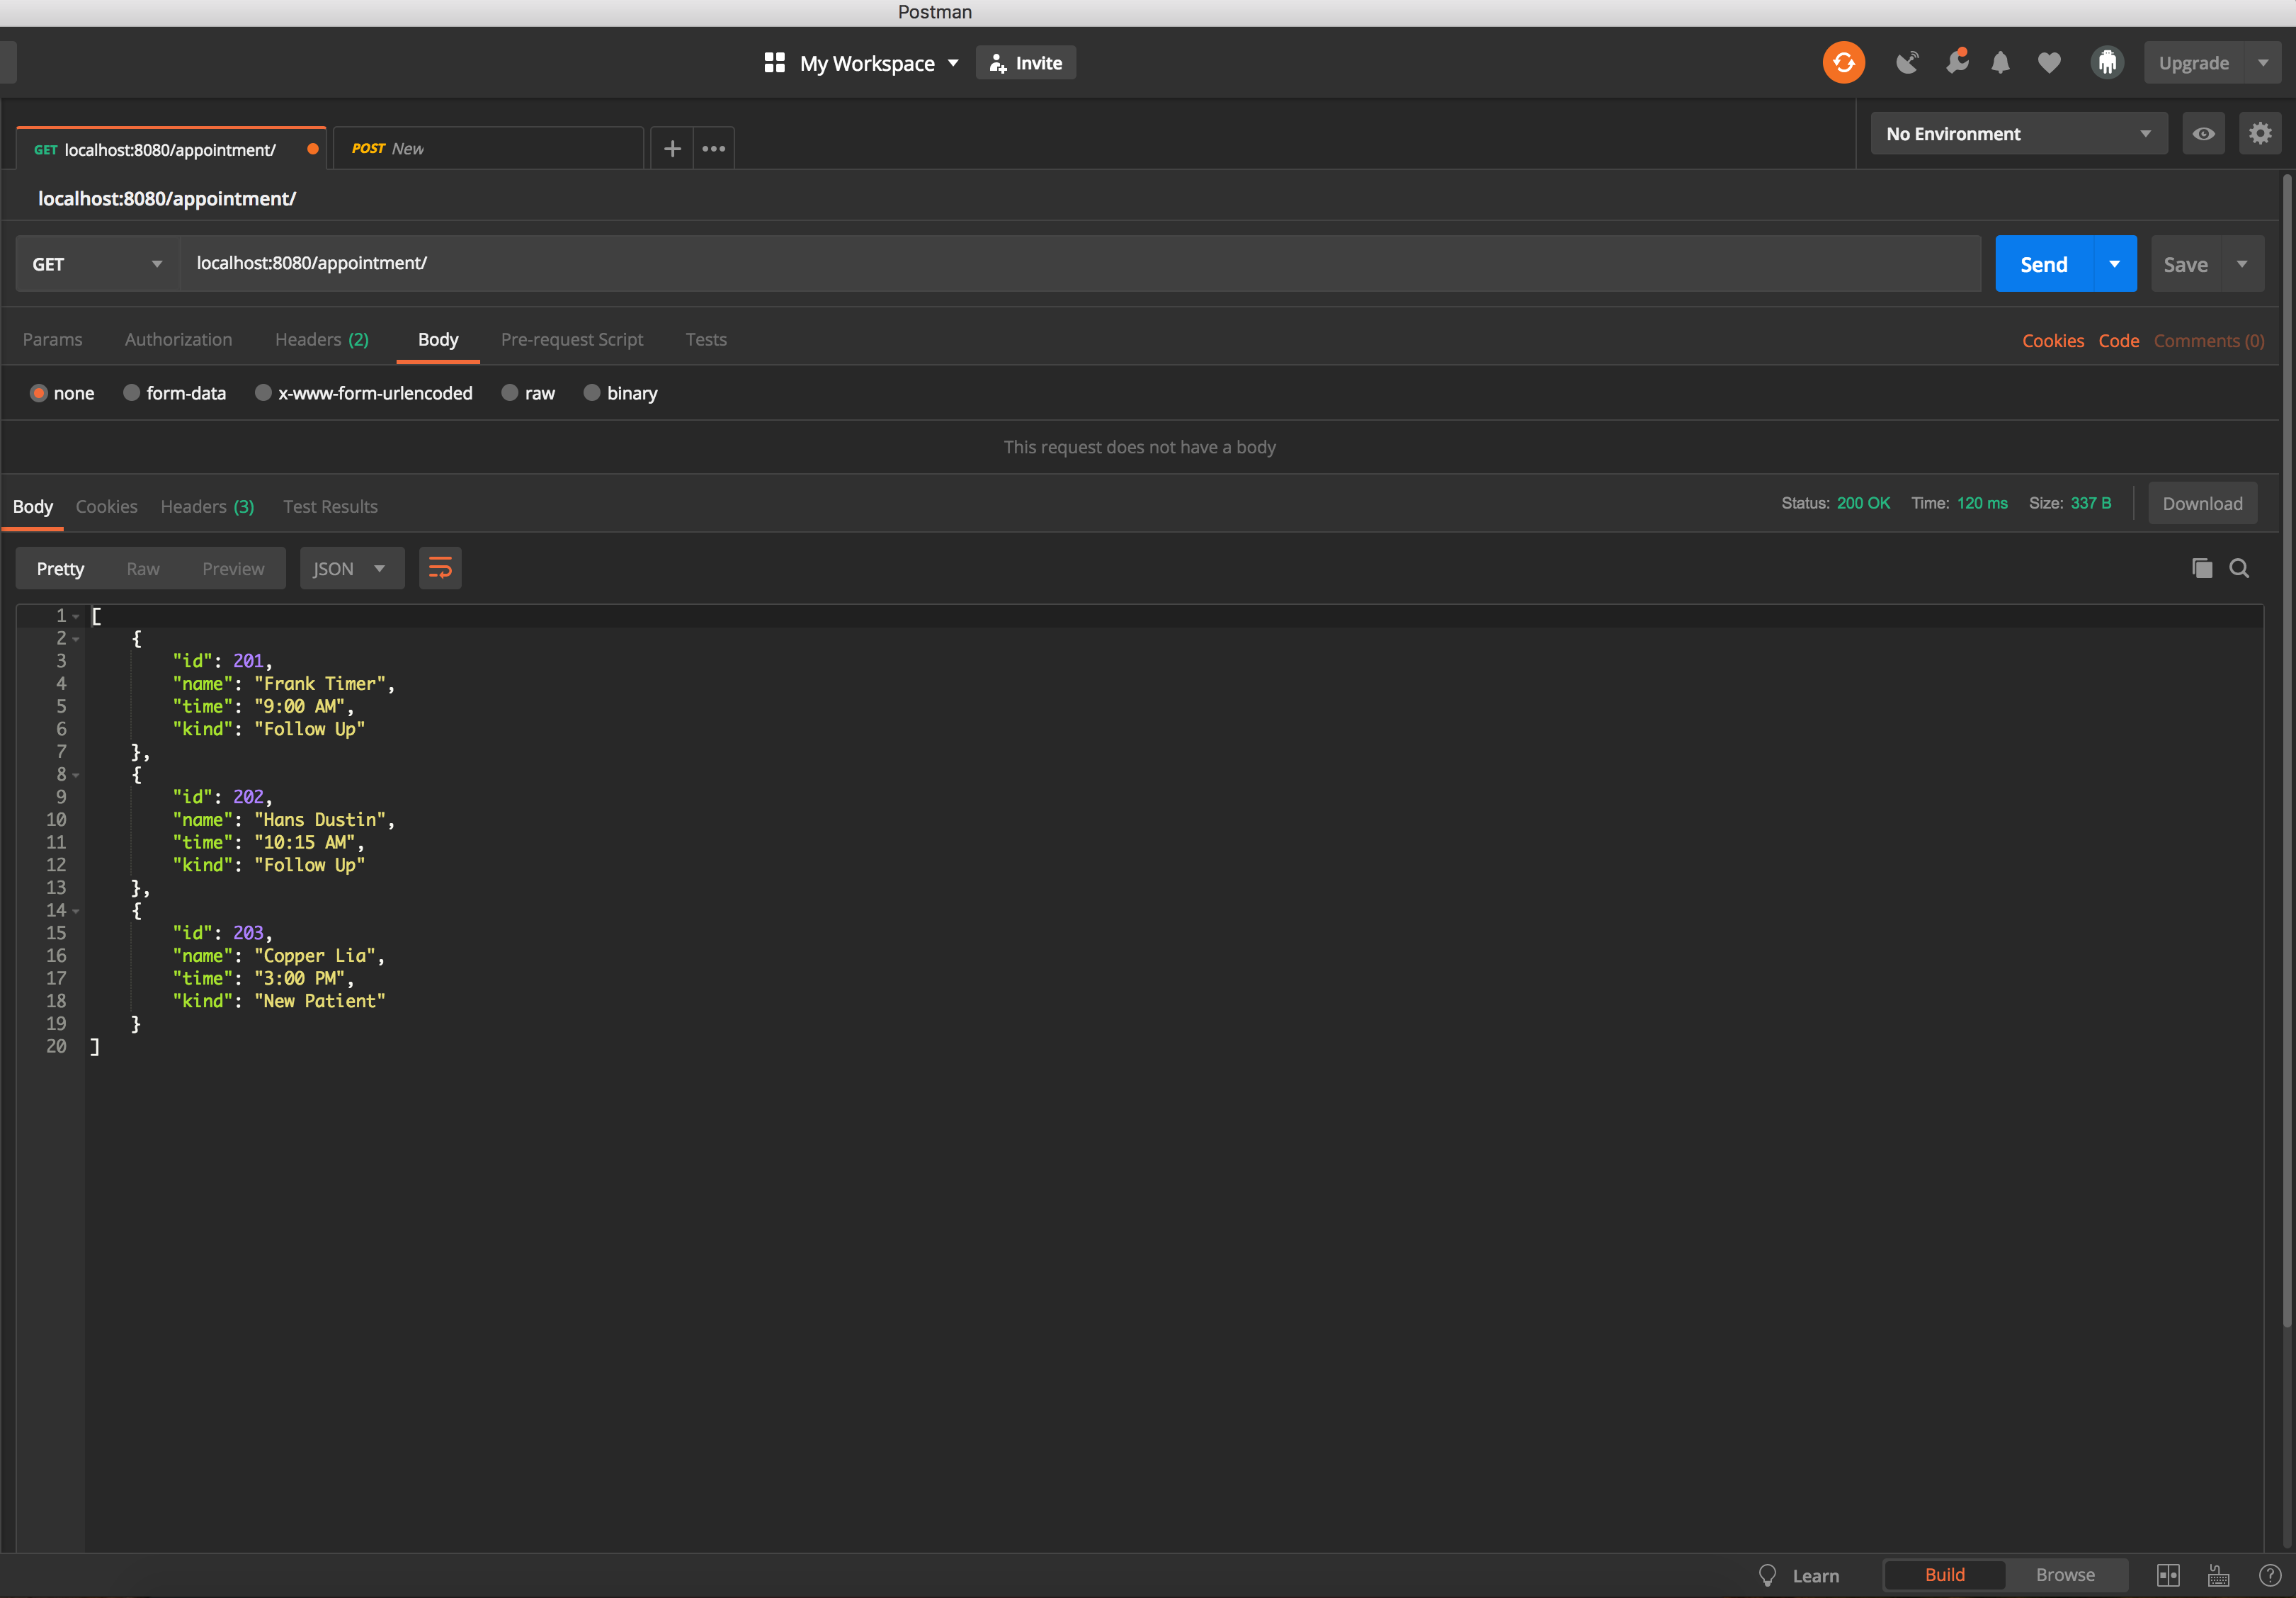 Postman
My Workspace Invite Upgrade
GET localhost:8080/appointment/ POST New No Environment
localhost:8080/appointment/
GET localhost:8080/appointment/ Send Save
Params Authorization Headers (2) Body Pre-request Script Tests Cookies Code Comments (0)
none form-data x-www-form-urlencoded raw binary
This request does not have a body
Body Cookies Headers (3) Test Results Status: 200 OK Time: 120 ms Size: 337 B Download
Pretty Raw Preview JSON
1 [
2 {
3 "id": 201,
4 "name": "Frank Timer",
5 "time": "9:00 AM",
6 "kind": "Follow Up"
7 },
8 {
9 "id": 202,
10 "name": "Hans Dustin",
11 "time": "10:15 AM",
12 "kind": "Follow Up"
13 },
14 {
15 "id": 203,
16 "name": "Copper Lia",
17 "time": "3:00 PM",
18 "kind": "New Patient"
19 }
20 ]
Learn Build Browse